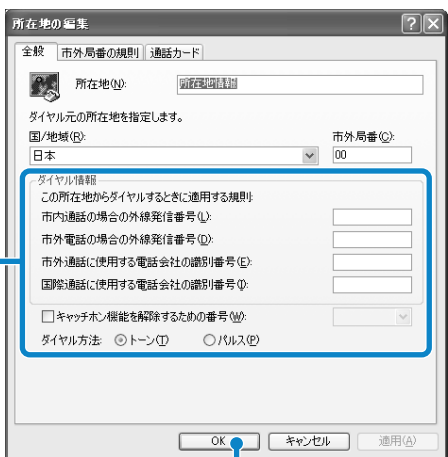 所在地の編集
全般 市外局番の規則 通話カード
所在地(N): 所在地情報
ダイヤル元の所在地を指定します。
国/地域(R): 市外局番(C):
日本 00
ダイヤル情報
この所在地からダイヤルするときに適用する規則:
市内通話の場合の外線発信番号(L):
市外電話の場合の外線発信番号(D):
市外通話に使用する電話会社の識別番号(E):
国際通話に使用する電話会社の識別番号(I):
キャッチホン機能を解除するための番号(W):
ダイヤル方法: トーン(T) パルス(P)
OK キャンセル 適用(A)